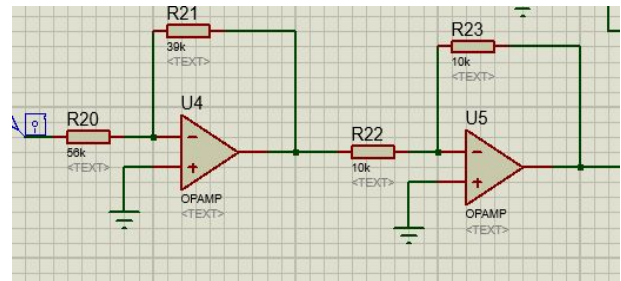 R21
39k
<TEXT>
R23
10k
<TEXT>
U4
U5
R20
56k
<TEXT>
R22
10k
<TEXT>
OPAMP
<TEXT>
OPAMP
<TEXT>